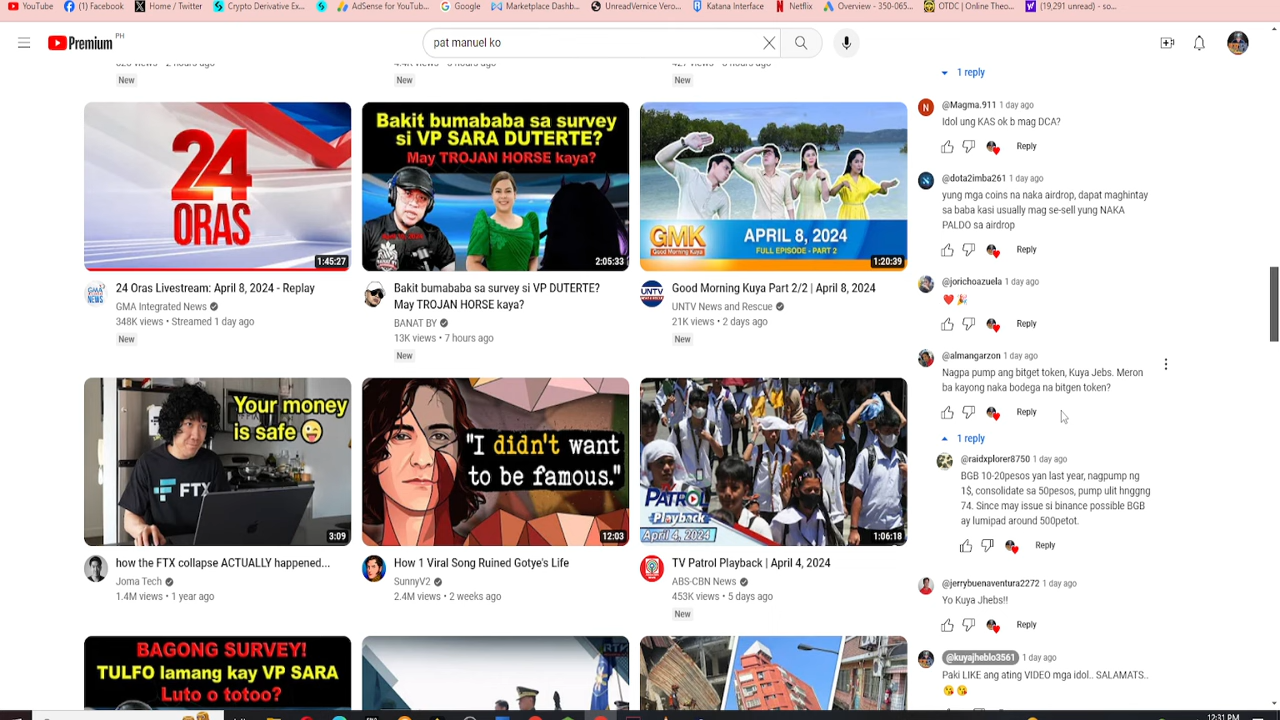 YouTube (1) Facebook Home / Twitter Crypto Derivative Ex... AdSense for YouTub... Google Marketplace Dashb... UnreadVernice Vero... Katana Interface Netflix Overview - 350-065... OTDC | Online Theo... (19,291 unread) - so...
Premium PH
pat manuel ko
New
New
New
24
ORAS
1:45:27
24 Oras Livestream: April 8, 2024 - Replay
GMA Integrated News
348K views • Streamed 1 day ago
New
Bakit bumababa sa survey
si VP SARA DUTERTE?
May TROJAN HORSE kaya?
2:05:33
Bakit bumababa sa survey si VP DUTERTE?
May TROJAN HORSE kaya?
BANAT BY
13K views • 7 hours ago
New
GMK
Good Morning Kuya
APRIL 8, 2024
FULL EPISODE - PART 2
1:20:39
UNTV
Good Morning Kuya Part 2/2 | April 8, 2024
UNTV News and Rescue
21K views • 2 days ago
New
Your money
is safe
FTX
3:09
how the FTX collapse ACTUALLY happened...
Joma Tech
1.4M views • 1 year ago
"I didn't want
to be famous."
12:03
How 1 Viral Song Ruined Gotye's Life
SunnyV2
2.4M views • 2 weeks ago
PATROL
Playback
April 4, 2024
1:06:18
TV Patrol Playback | April 4, 2024
ABS-CBN News
453K views • 5 days ago
New
BAGONG SURVEY!
TULFO lamang kay VP SARA
Luto o totoo?
RTV
1 reply
N
@Magma.911 1 day ago
Idol ung KAS ok b mag DCA?
Reply
@dota2imba261 1 day ago
yung mga coins na naka airdrop, dapat maghintay
sa baba kasi usually mag se-sell yung NAKA
PALDO sa airdrop
Reply
@jorichoazuela 1 day ago
❤️ 🎉
Reply
@almangarzon 1 day ago
Nagpa pump ang bitget token, Kuya Jebs. Meron
ba kayong naka bodega na bitgen token?
Reply
1 reply
@raidxplorer8750 1 day ago
BGB 10-20pesos yan last year, nagpump ng
1$, consolidate sa 50pesos, pump ulit hnggng
74. Since may issue si binance possible BGB
ay lumipad around 500petot.
Reply
@jerrybuenaventura2272 1 day ago
Yo Kuya Jhebs!!
Reply
@kuyajheblo3561 1 day ago
Paki LIKE ang ating VIDEO mga idol.. SALAMATS..
😘 😘
12:31 PM